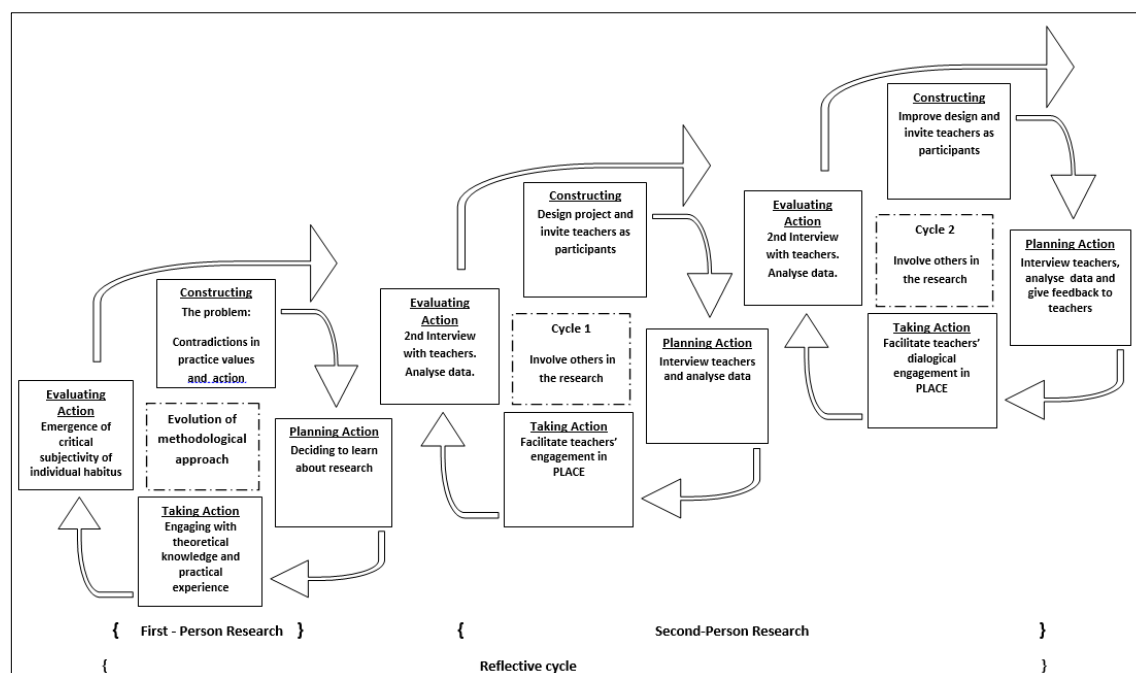 Constructing
The problem:
Contradictions in
practice values
and action
Planning Action
Deciding to learn
about research
Taking Action
Engaging with
theoretical
knowledge and
practical
experience
Evaluating
Action
Emergence of
critical
subjectivity of
individual habitus
Evolution of
methodological
approach
Constructing
Design project and
invite teachers as
participants
Planning Action
Interview teachers
and analyse data
Taking Action
Facilitate teachers’
engagement in
PLACE
Evaluating
Action
2nd Interview
with teachers.
Analyse data.
Cycle 1
Involve others
in the research
Constructing
Improve design and
invite teachers as
participants
Planning Action
Interview teachers,
analyse data and
give feedback to
teachers
Taking Action
Facilitate teachers’
dialogical
engagement in
PLACE
Evaluating
Action
2nd Interview
with teachers.
Analyse data.
Cycle 2
Involve others
in the research
{ First - Person Research }
{ Second-Person Research }
{ Reflective cycle }